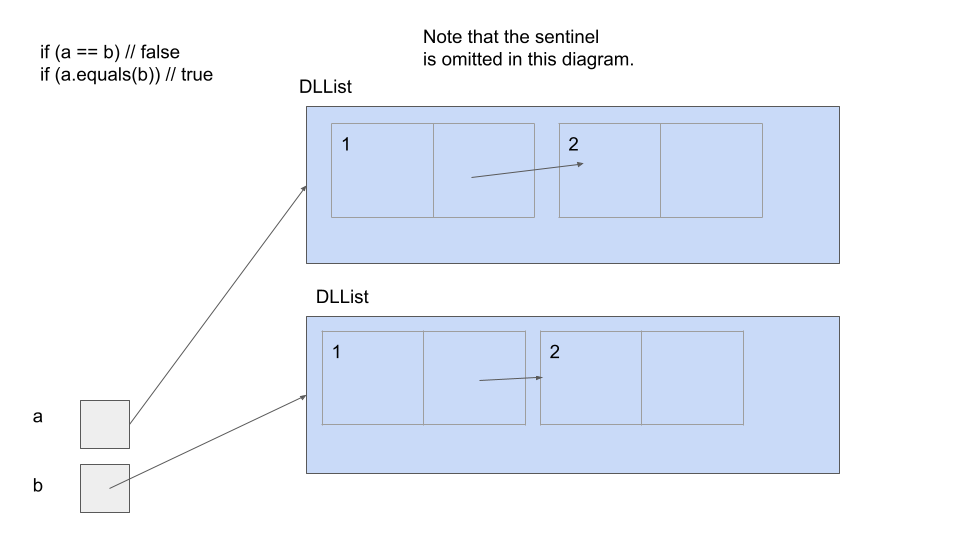 if (a == b) // false
if (a.equals(b)) // true
Note that the sentinel
is omitted in this diagram.
DLList
1
2
DLList
1
2
a
b